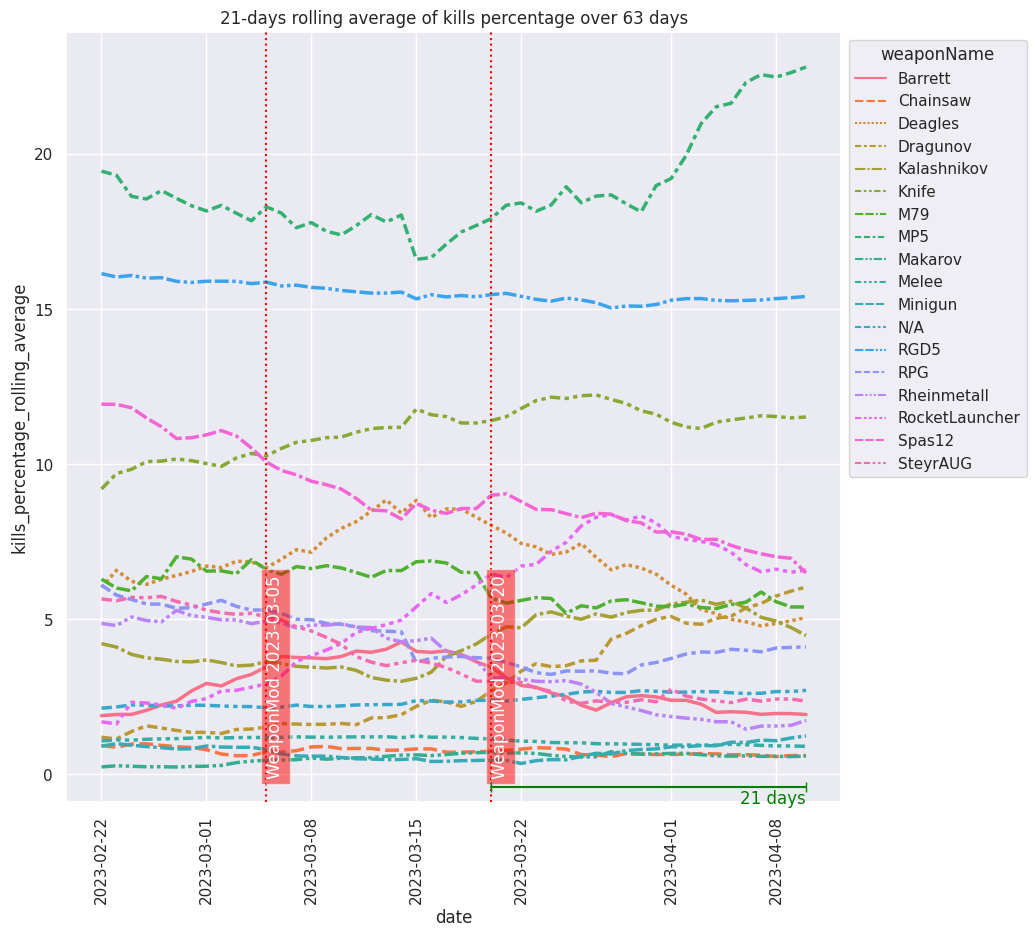 21-days rolling average of kills percentage over 63 days
kills_percentage_rolling_average
20
15
10
5
0
WeaponMod 2023-03-05
WeaponMod 2023-03-20
21 days
2023-02-22
2023-03-01
2023-03-08
2023-03-15
2023-03-22
2023-04-01
2023-04-08
date
weaponName
Barrett
Chainsaw
Deagles
Dragunov
Kalashnikov
Knife
M79
MP5
Makarov
Melee
Minigun
N/A
RGD5
RPG
Rheinmetall
RocketLauncher
Spas12
SteyrAUG